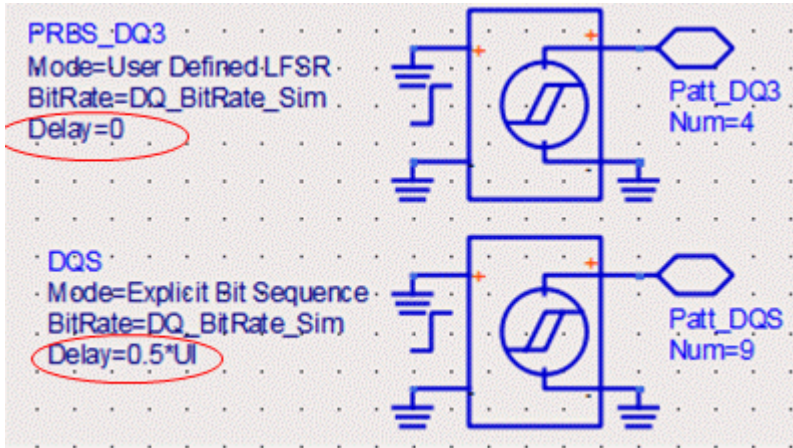 PRBS_DQ3
Mode=User Defined LFSR
BitRate=DQ_BitRate_Sim
Delay=0
Patt_DQ3
Num=4
DQS
Mode=Explicit Bit Sequence
BitRate=DQ_BitRate_Sim
Delay=0.5*UI
Patt_DQS
Num=9